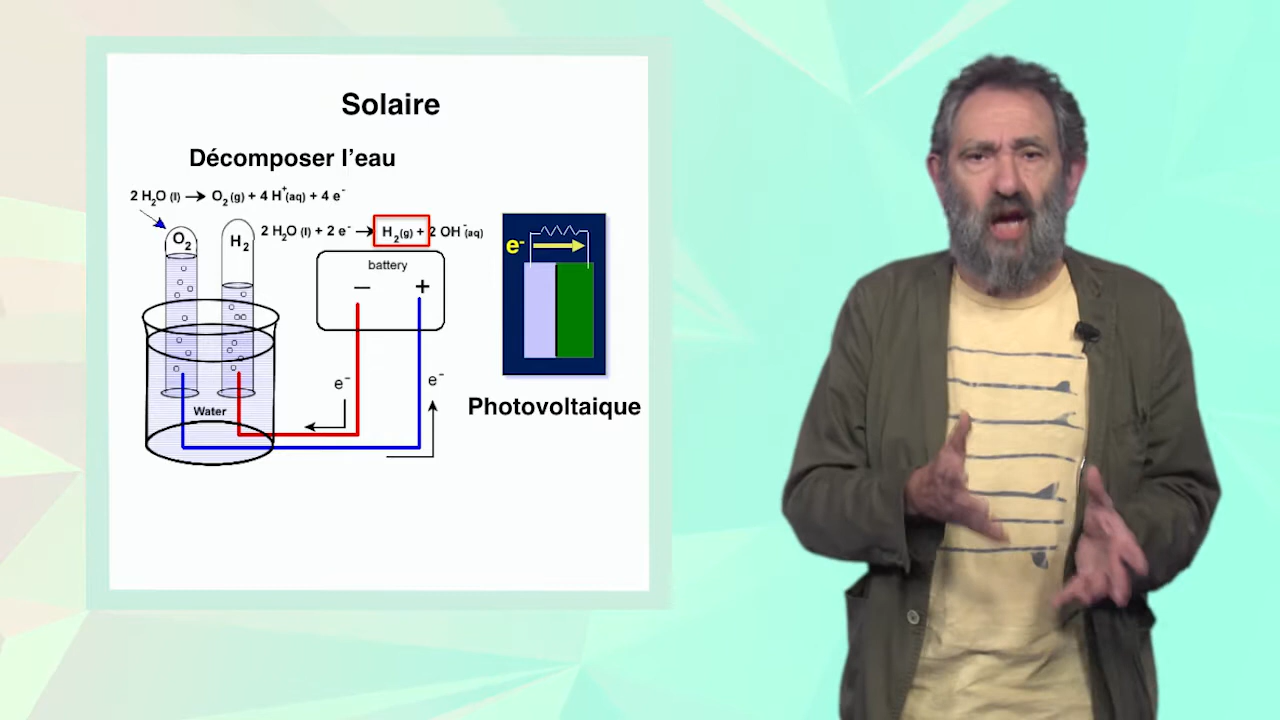 Solaire
Décomposer l'eau
2 H₂O (l) → O₂ (g) + 4 H⁺(aq) + 4 e⁻
2 H₂O (l) + 2 e⁻ → H₂(g) + 2 OH⁻(aq)
O₂
H₂
battery
− +
e⁻
e⁻
e⁻
Water
Photovoltaique